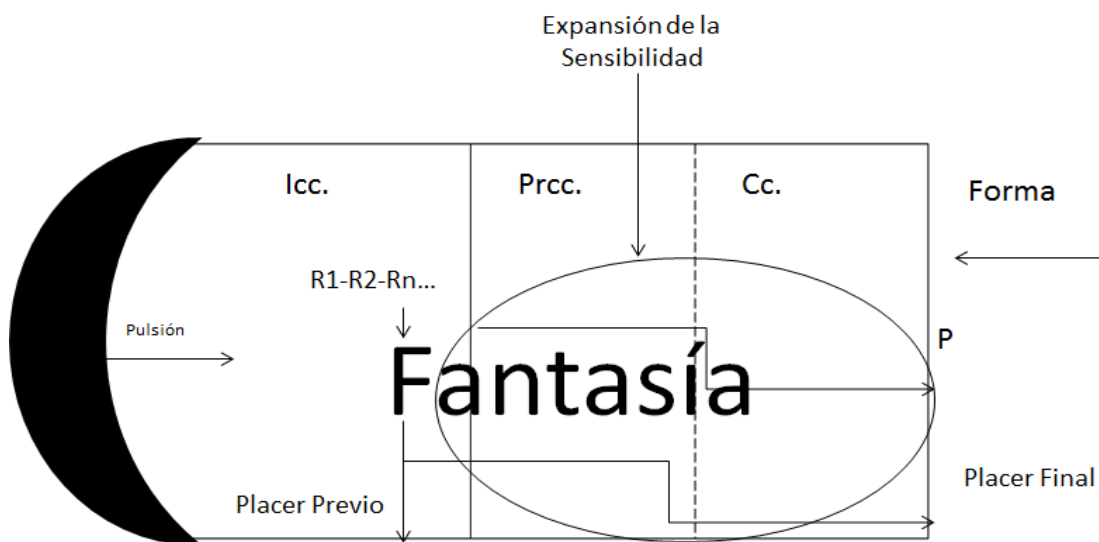 Expansión de la
Sensibilidad
Icc.
Prcc.
Cc.
Forma
R1-R2-Rn...
Pulsión
P
Fantasía
Placer Previo
Placer Final